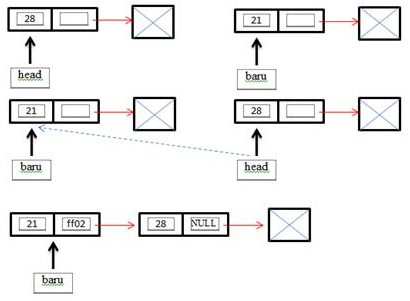 28 21
head baru
21 28
baru head
21 ff02 28 NULL
baru